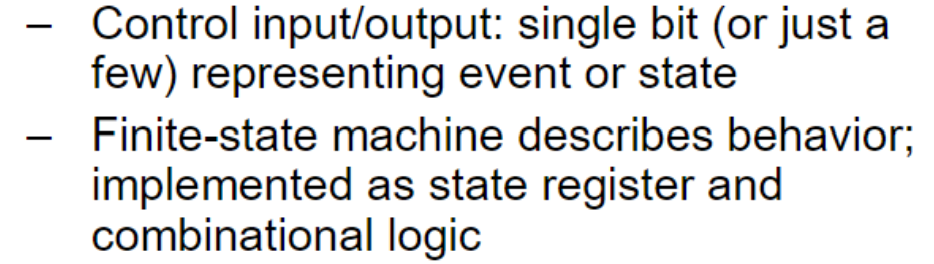 – Control input/output: single bit (or just a
few) representing event or state
– Finite-state machine describes behavior;
implemented as state register and
combinational logic